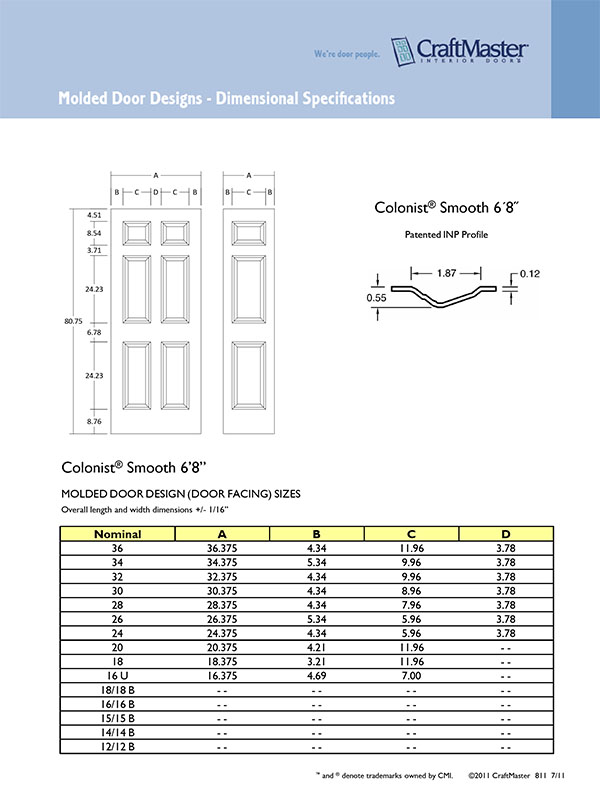 We're door people.
CraftMaster™
INTERIOR DOORS
Molded Door Designs - Dimensional Specifications
A A
B C D C B B C B
4.51
8.54
3.71
24.23
80.75
6.78
24.23
8.76
Colonist® Smooth 6´8˝
Patented INP Profile
1.87 0.12
0.55
Colonist® Smooth 6'8”
MOLDED DOOR DESIGN (DOOR FACING) SIZES
Overall length and width dimensions +/- 1/16”
Nominal A B C D
36 36.375 4.34 11.96 3.78
34 34.375 5.34 9.96 3.78
32 32.375 4.34 9.96 3.78
30 30.375 4.34 8.96 3.78
28 28.375 4.34 7.96 3.78
26 26.375 5.34 5.96 3.78
24 24.375 4.34 5.96 3.78
20 20.375 4.21 11.96 - -
18 18.375 3.21 11.96 - -
16 U 16.375 4.69 7.00 - -
18/18 B - - - - - - - -
16/16 B - - - - - - - -
15/15 B - - - - - - - -
14/14 B - - - - - - - -
12/12 B - - - - - - - -
™ and ® denote trademarks owned by CMI. ©2011 CraftMaster 811 7/11